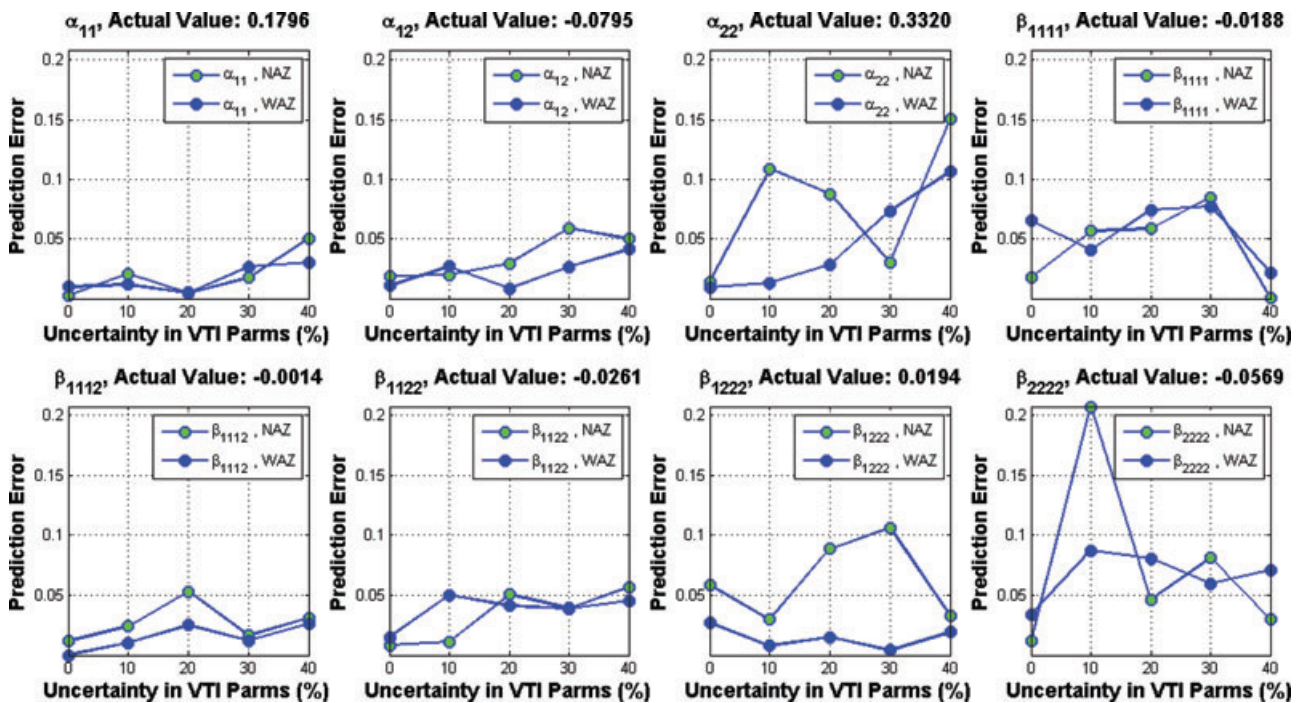 α11, Actual Value: 0.1796
α12, Actual Value: -0.0795
α22, Actual Value: 0.3320
β1111, Actual Value: -0.0188
Prediction Error
0.2
0.15
0.1
0.05
α11 , NAZ
α11 , WAZ
0 10 20 30 40
Uncertainty in VTI Parms (%)
Prediction Error
0.2
0.15
0.1
0.05
α12 , NAZ
α12 , WAZ
0 10 20 30 40
Uncertainty in VTI Parms (%)
Prediction Error
0.2
0.15
0.1
0.05
α22 , NAZ
α22 , WAZ
0 10 20 30 40
Uncertainty in VTI Parms (%)
Prediction Error
0.2
0.15
0.1
0.05
β1111 , NAZ
β1111 , WAZ
0 10 20 30 40
Uncertainty in VTI Parms (%)
β1112, Actual Value: -0.0014
β1122, Actual Value: -0.0261
β1222, Actual Value: 0.0194
β2222, Actual Value: -0.0569
Prediction Error
0.2
0.15
0.1
0.05
β1112 , NAZ
β1112 , WAZ
0 10 20 30 40
Uncertainty in VTI Parms (%)
Prediction Error
0.2
0.15
0.1
0.05
β1122 , NAZ
β1122 , WAZ
0 10 20 30 40
Uncertainty in VTI Parms (%)
Prediction Error
0.2
0.15
0.1
0.05
β1222 , NAZ
β1222 , WAZ
0 10 20 30 40
Uncertainty in VTI Parms (%)
Prediction Error
0.2
0.15
0.1
0.05
β2222 , NAZ
β2222 , WAZ
0 10 20 30 40
Uncertainty in VTI Parms (%)